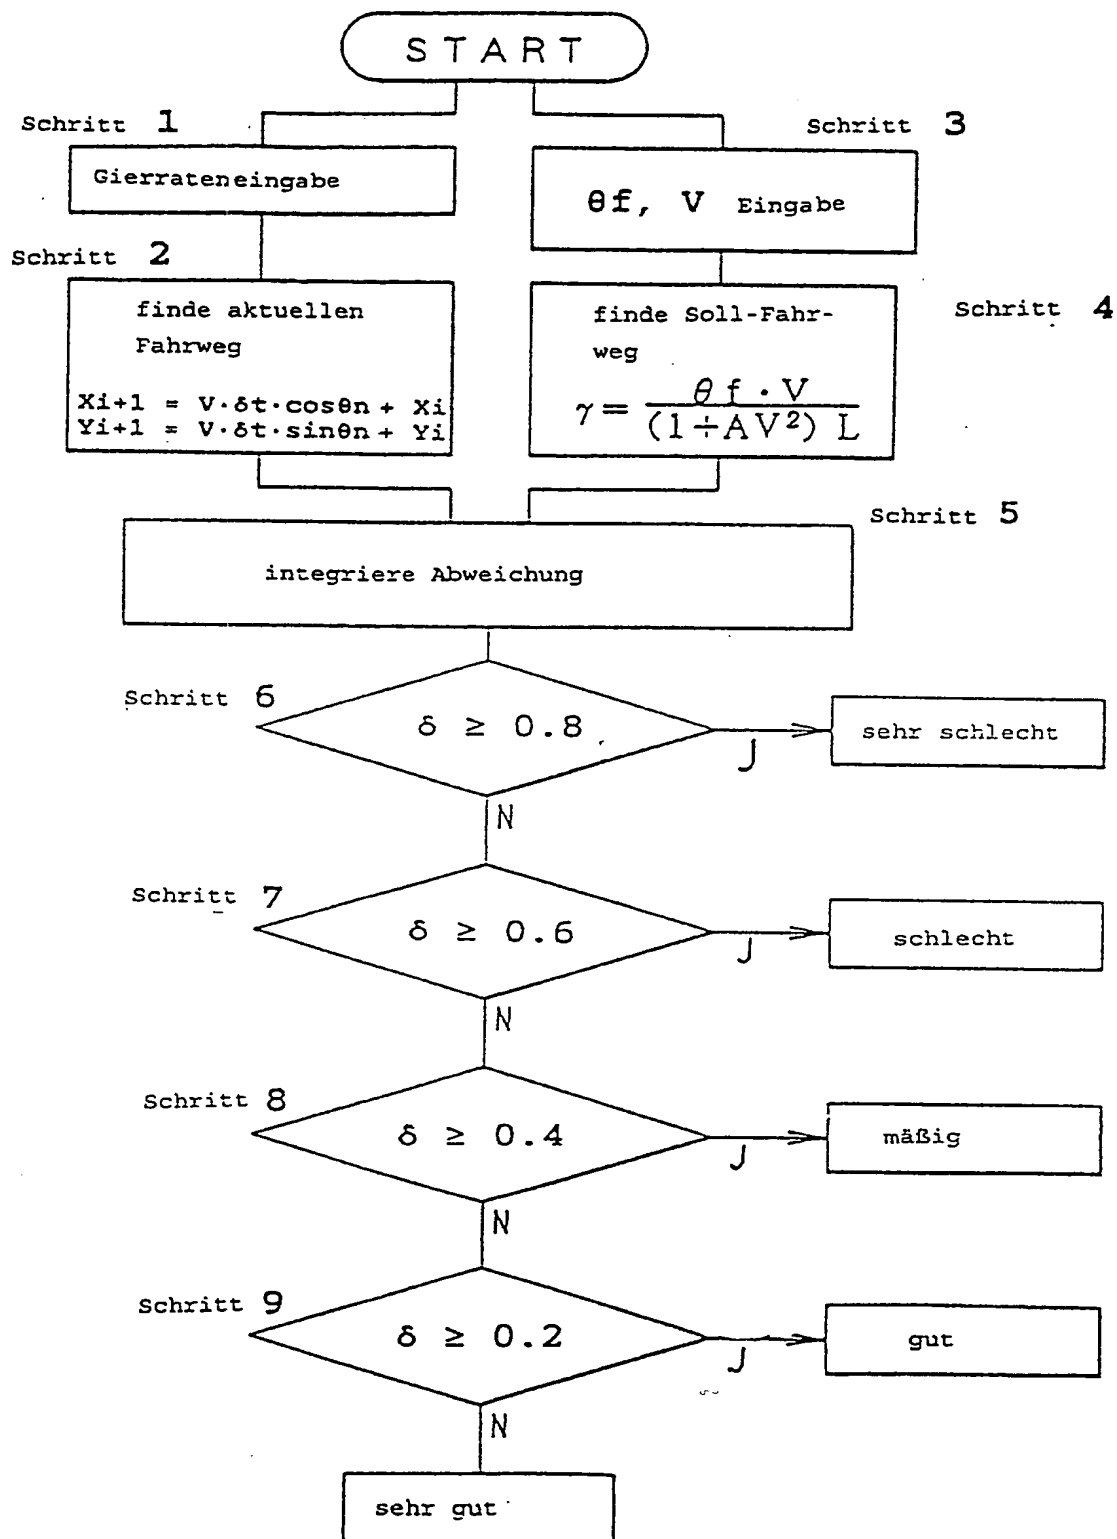 START
Schritt 1
Gierrateneingabe
Schritt 2
finde aktuellen
Fahrweg
Xi+1 = V·δt·cosθn + Xi
Yi+1 = V·δt·sinθn + Yi
Schritt 3
θf, V Eingabe
Schritt 4
finde Soll-Fahr-
weg
γ = θf · V / (1÷AV²) L
Schritt 5
integriere Abweichung
Schritt 6
δ ≥ 0.8
J
sehr schlecht
N
Schritt 7
δ ≥ 0.6
J
schlecht
N
Schritt 8
δ ≥ 0.4
J
mäßig
N
Schritt 9
δ ≥ 0.2
J
gut
N
sehr gut